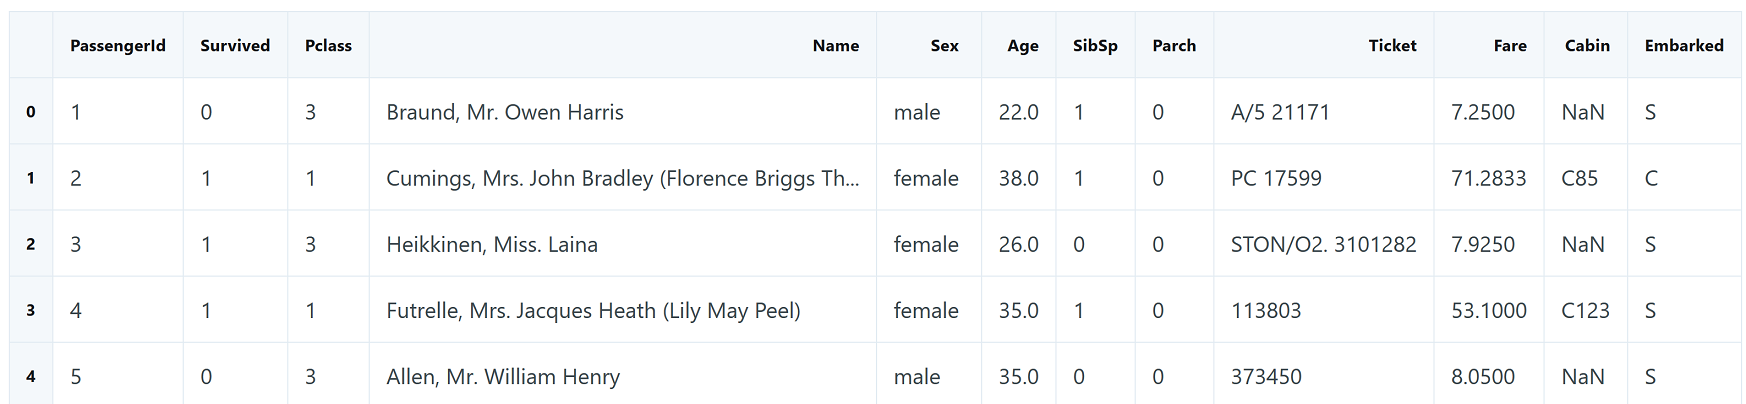 PassengerId Survived Pclass Name Sex Age SibSp Parch Ticket Fare Cabin Embarked
0 1 0 3 Braund, Mr. Owen Harris male 22.0 1 0 A/5 21171 7.2500 NaN S
1 2 1 1 Cumings, Mrs. John Bradley (Florence Briggs Th... female 38.0 1 0 PC 17599 71.2833 C85 C
2 3 1 3 Heikkinen, Miss. Laina female 26.0 0 0 STON/O2. 3101282 7.9250 NaN S
3 4 1 1 Futrelle, Mrs. Jacques Heath (Lily May Peel) female 35.0 1 0 113803 53.1000 C123 S
4 5 0 3 Allen, Mr. William Henry male 35.0 0 0 373450 8.0500 NaN S